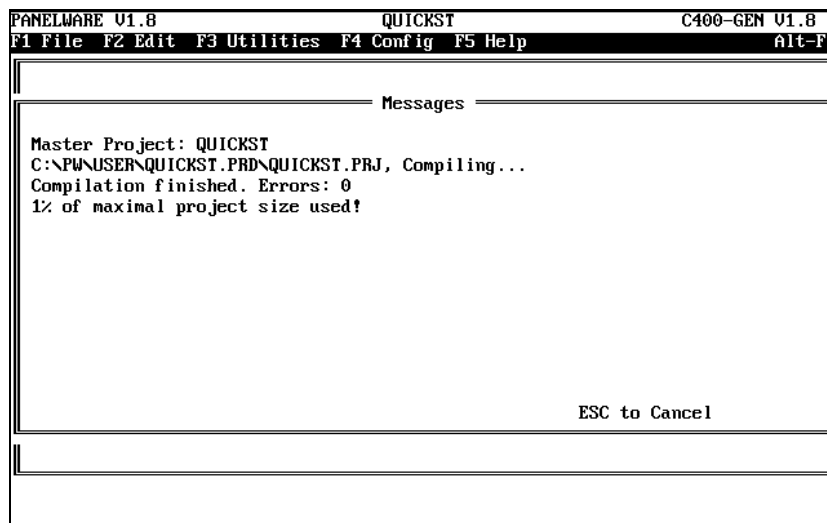 PANELWARE V1.8 QUICKST C400-GEN V1.8
F1 File F2 Edit F3 Utilities F4 Config F5 Help Alt-F
Messages
Master Project: QUICKST
C:\PW\USER\QUICKST.PRD\QUICKST.PRJ, Compiling...
Compilation finished. Errors: 0
1% of maximal project size used!
ESC to Cancel